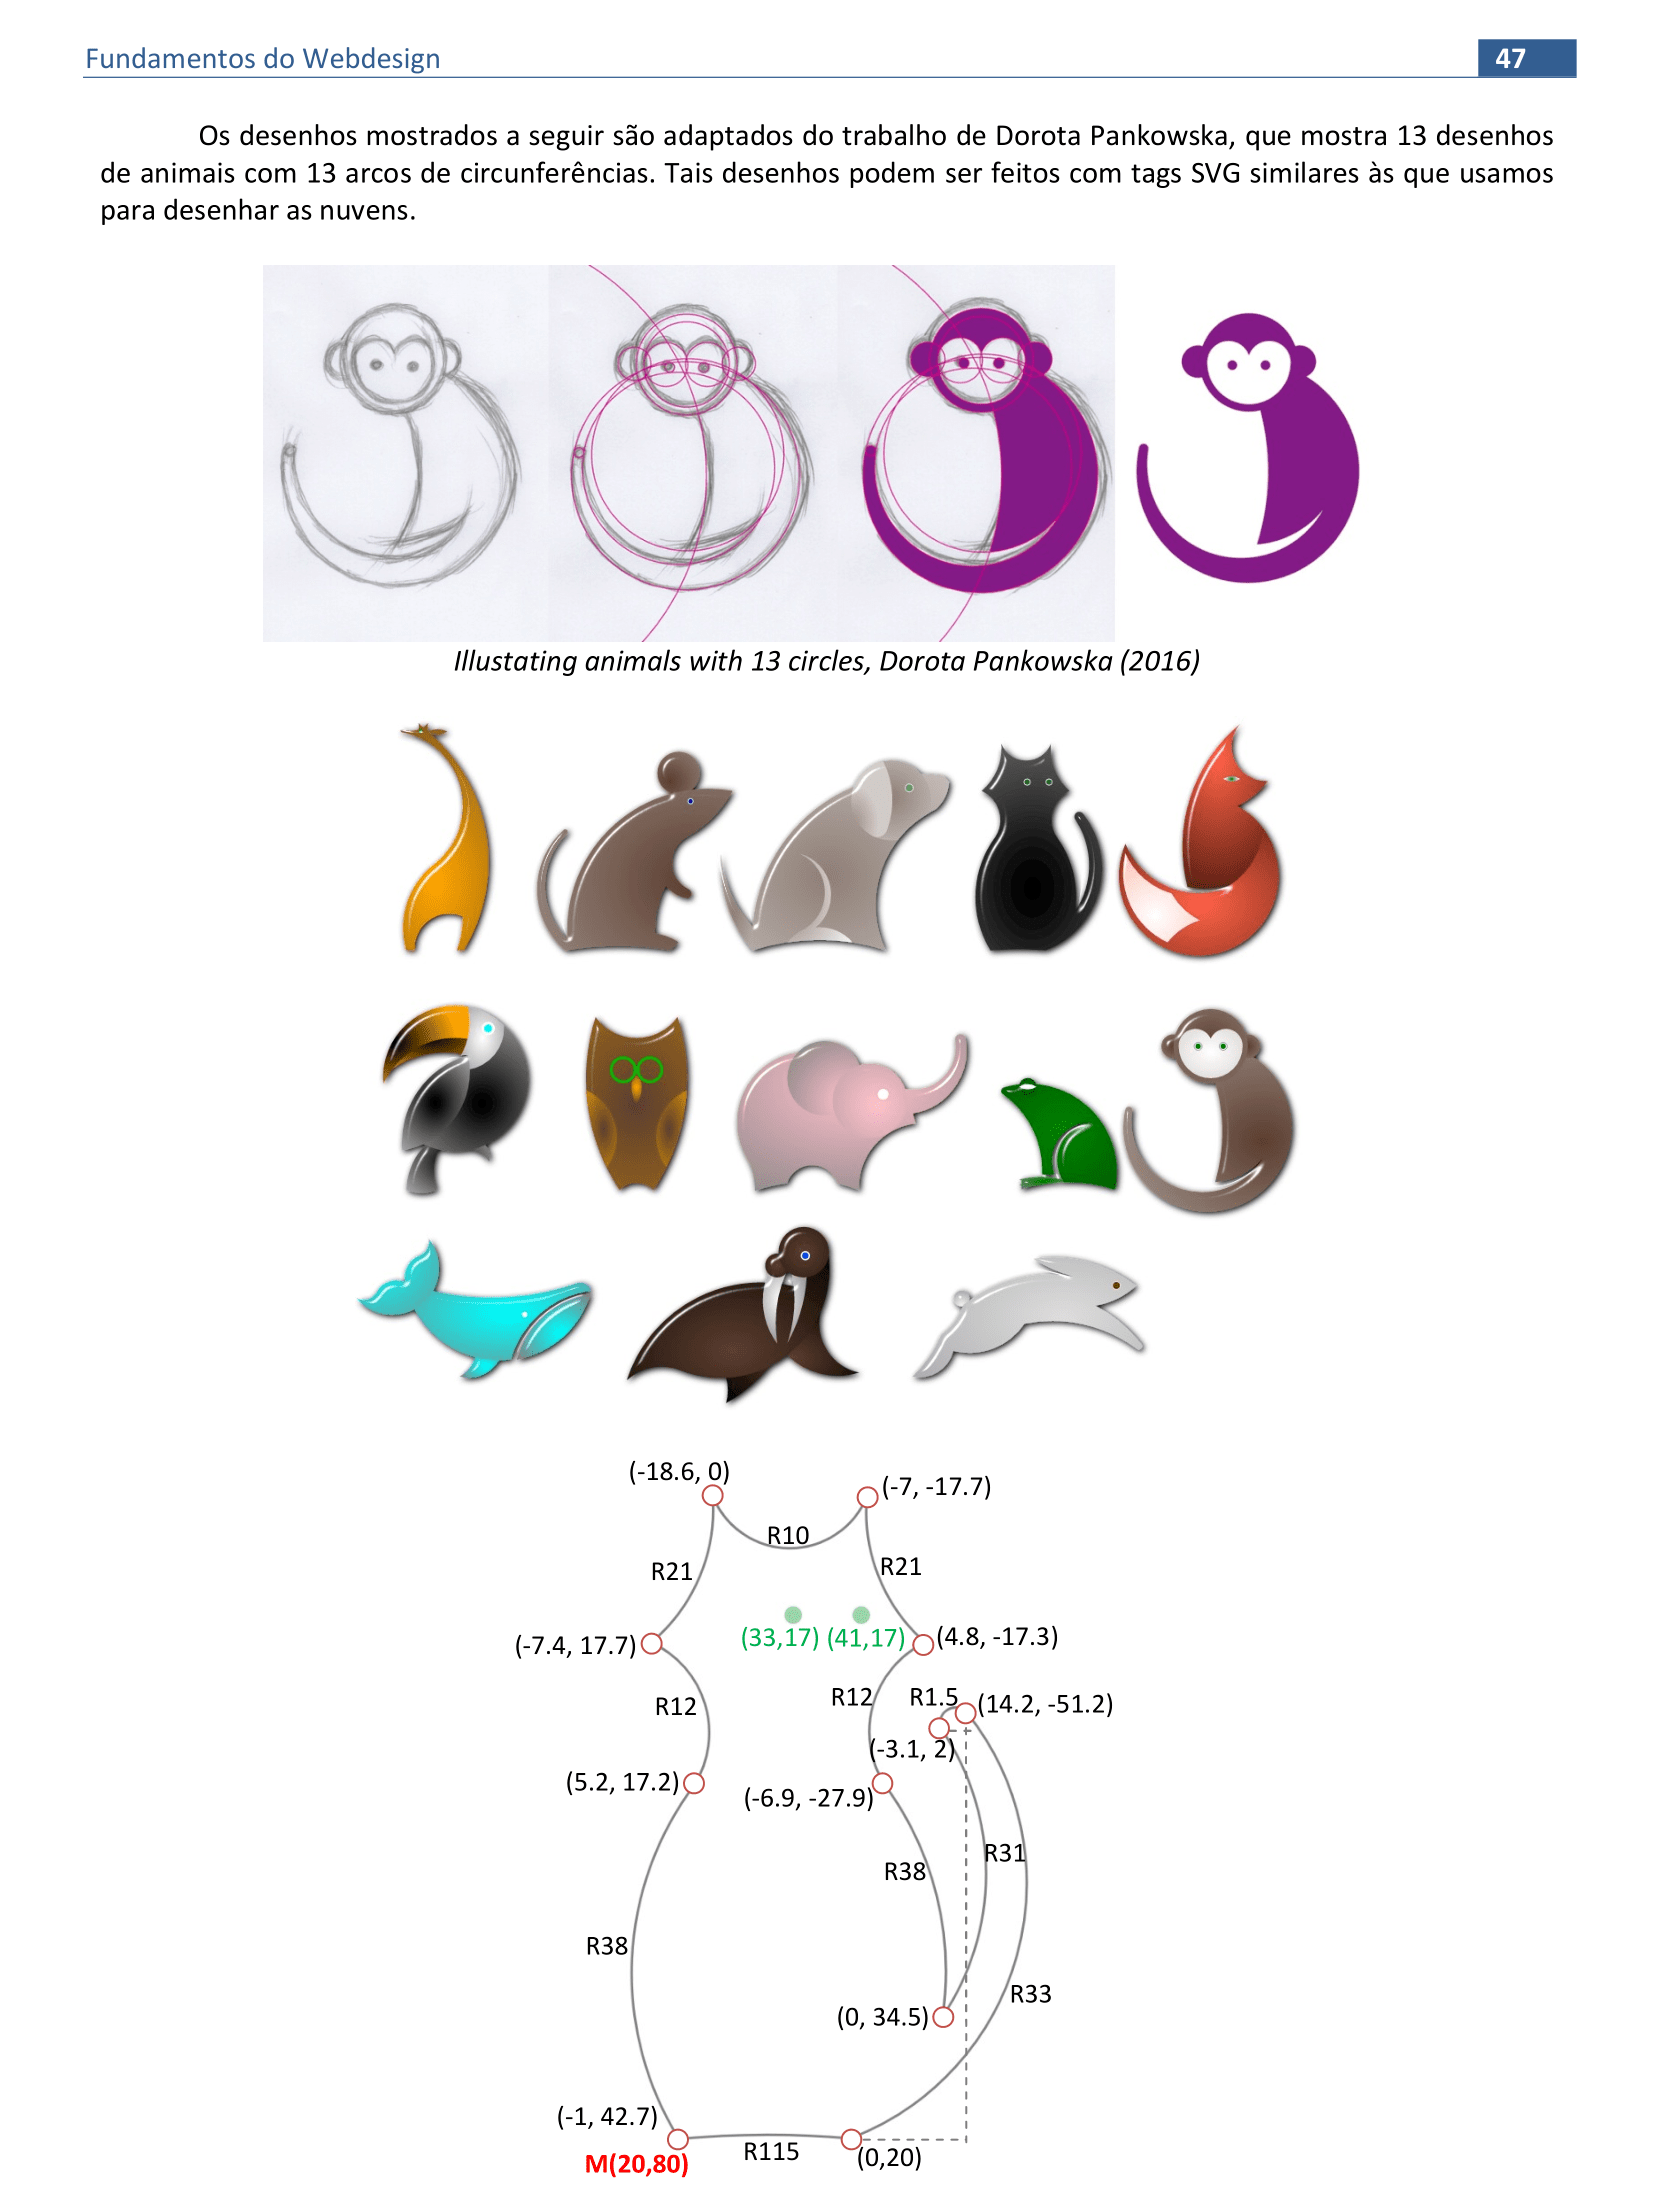 Fundamentos do Webdesign 47
Os desenhos mostrados a seguir são adaptados do trabalho de Dorota Pankowska, que mostra 13 desenhos
de animais com 13 arcos de circunferências. Tais desenhos podem ser feitos com tags SVG similares às que usamos
para desenhar as nuvens.
Illustating animals with 13 circles, Dorota Pankowska (2016)
(-18.6, 0)
(-7, -17.7)
R10
R21
R21
(33,17) (41,17)
(-7.4, 17.7)
(4.8, -17.3)
R12
R12
R1.5
(14.2, -51.2)
(-3.1, 2)
(5.2, 17.2)
(-6.9, -27.9)
R31
R38
R38
R33
(0, 34.5)
(-1, 42.7)
R115
(0,20)
M(20,80)